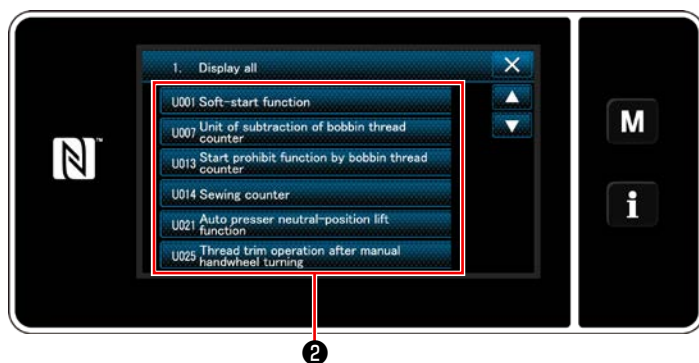 1. Display all
U001 Soft-start function
U007 Unit of subtraction of bobbin thread
counter
U013 Start prohibit function by bobbin thread
counter
U014 Sewing counter
U021 Auto presser neutral-position lift
function
U025 Thread trim operation after manual
handwheel turning
N
M
i
❷